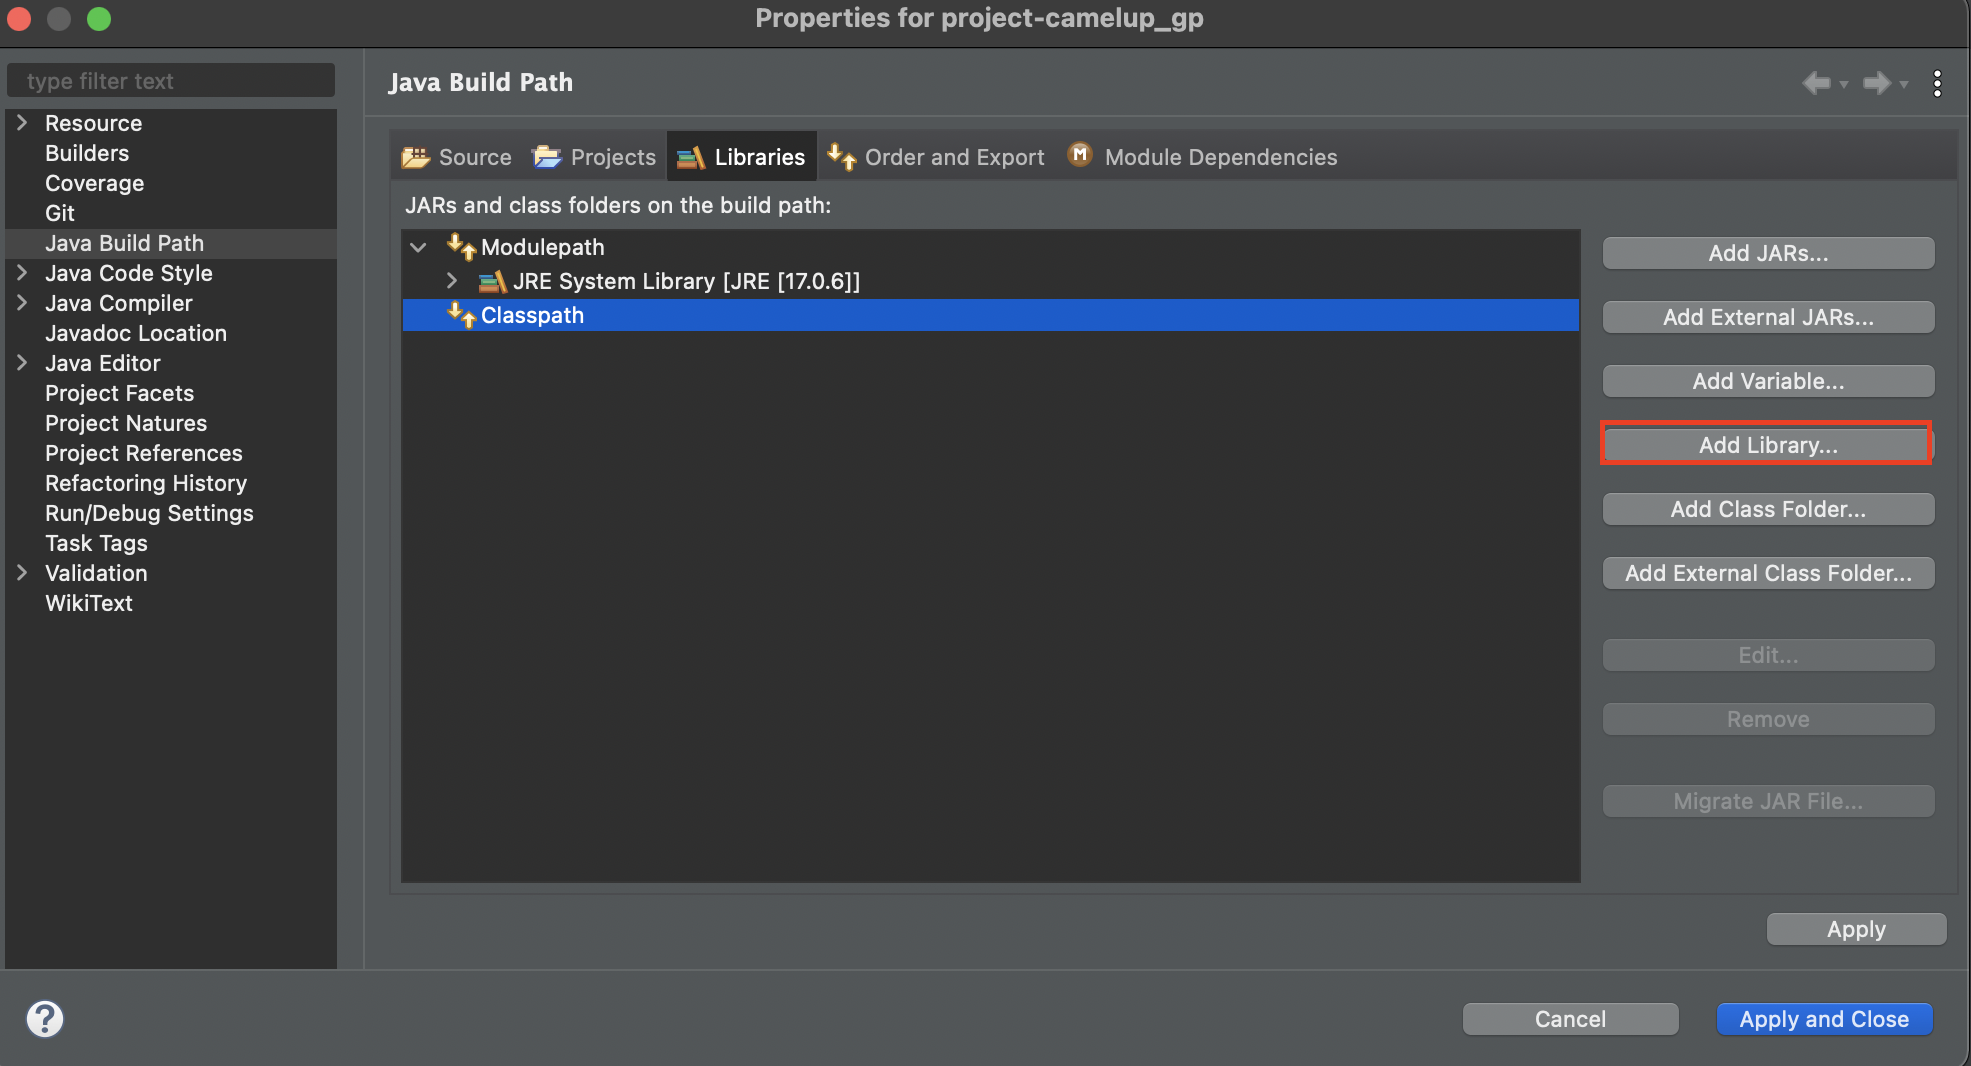 Properties for project-camelup_gp
type filter text
Resource
Builders
Coverage
Git
Java Build Path
Java Code Style
Java Compiler
Javadoc Location
Java Editor
Project Facets
Project Natures
Project References
Refactoring History
Run/Debug Settings
Task Tags
Validation
WikiText
Java Build Path
Source Projects Libraries Order and Export M Module Dependencies
JARs and class folders on the build path:
Modulepath
JRE System Library [JRE [17.0.6]]
Classpath
Add JARs...
Add External JARs...
Add Variable...
Add Library...
Add Class Folder...
Add External Class Folder...
Edit...
Remove
Migrate JAR File...
Apply
?
Cancel
Apply and Close